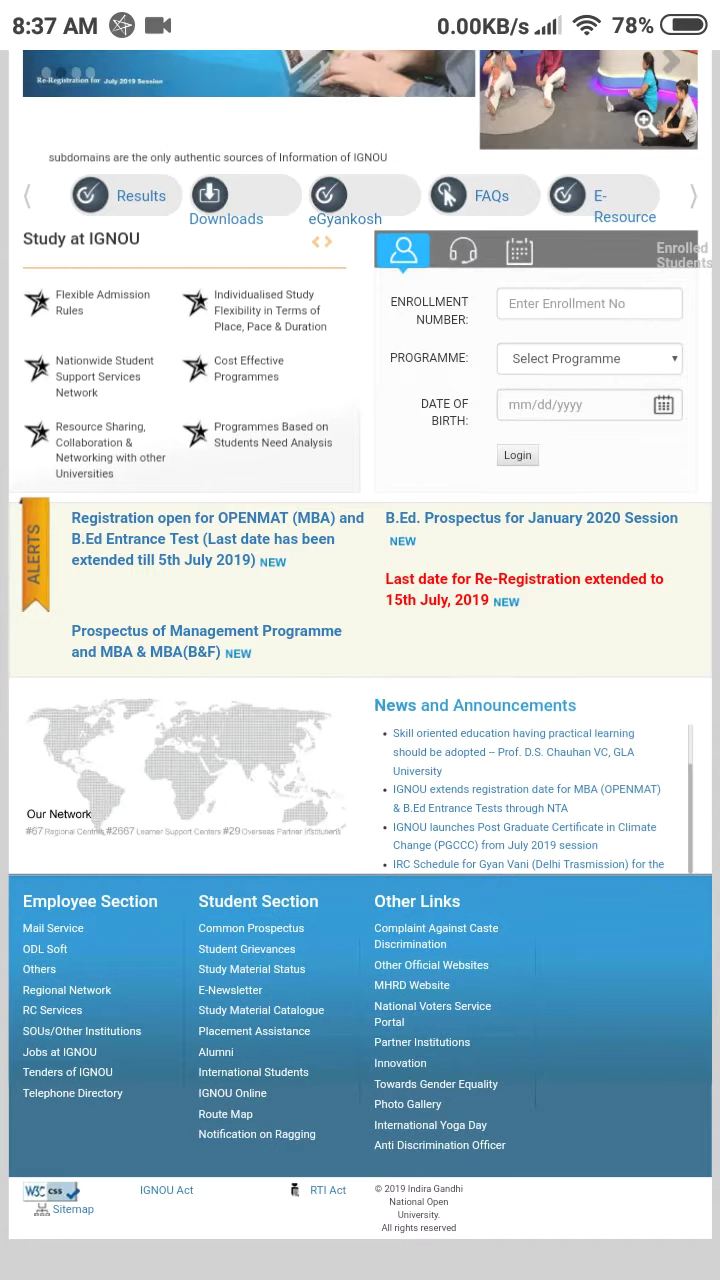 8:37 AM
0.00KB/s
78%
Re-Registration for July 2019 Session
subdomains are the only authentic sources of Information of IGNOU
Results
Downloads
eGyankosh
FAQs
E-
Resource
Study at IGNOU
Flexible Admission
Rules
Individualised Study
Flexibility in Terms of
Place, Pace & Duration
Nationwide Student
Support Services
Network
Cost Effective
Programmes
Resource Sharing,
Collaboration &
Networking with other
Universities
Programmes Based on
Students Need Analysis
Enrolled
Students
ENROLLMENT
NUMBER:
Enter Enrollment No
PROGRAMME:
Select Programme
DATE OF
BIRTH:
mm/dd/yyyy
Login
ALERTS
Registration open for OPENMAT (MBA) and
B.Ed Entrance Test (Last date has been
extended till 5th July 2019) NEW
Prospectus of Management Programme
and MBA & MBA(B&F) NEW
B.Ed. Prospectus for January 2020 Session
NEW
Last date for Re-Registration extended to
15th July, 2019 NEW
Our Network
#67 Regional Centres #2667 Learner Support Centers #29 Overseas Partner Institutions
News and Announcements
• Skill oriented education having practical learning
should be adopted -- Prof. D.S. Chauhan VC, GLA
University
• IGNOU extends registration date for MBA (OPENMAT)
& B.Ed Entrance Tests through NTA
• IGNOU launches Post Graduate Certificate in Climate
Change (PGCCC) from July 2019 session
• IRC Schedule for Gyan Vani (Delhi Trasmission) for the
Employee Section
Mail Service
ODL Soft
Others
Regional Network
RC Services
SOUs/Other Institutions
Jobs at IGNOU
Tenders of IGNOU
Telephone Directory
Student Section
Common Prospectus
Student Grievances
Study Material Status
E-Newsletter
Study Material Catalogue
Placement Assistance
Alumni
International Students
IGNOU Online
Route Map
Notification on Ragging
Other Links
Complaint Against Caste
Discrimination
Other Official Websites
MHRD Website
National Voters Service
Portal
Partner Institutions
Innovation
Towards Gender Equality
Photo Gallery
International Yoga Day
Anti Discrimination Officer
W3C css
Sitemap
IGNOU Act
RTI Act
© 2019 Indira Gandhi
National Open
University.
All rights reserved